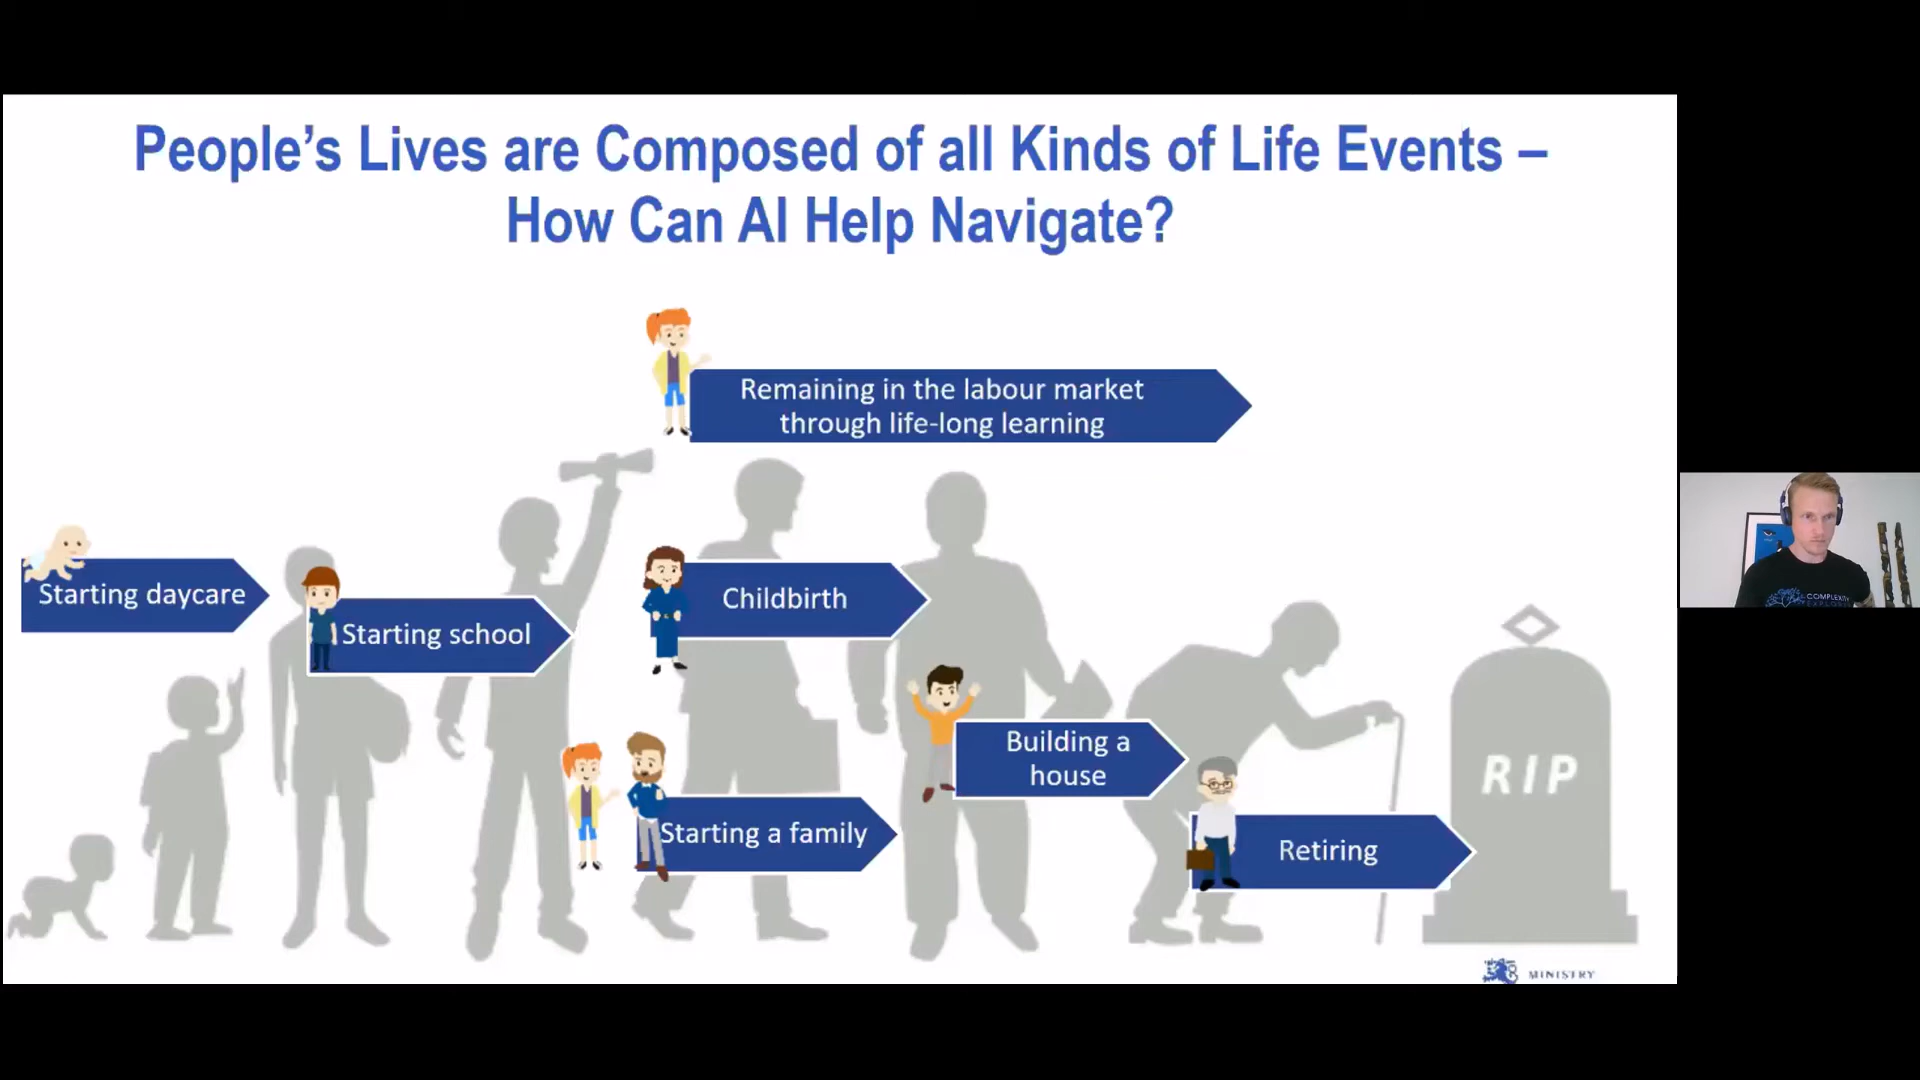 People’s Lives are Composed of all Kinds of Life Events –
How Can AI Help Navigate?
Remaining in the labour market
through life-long learning
Starting daycare
Starting school
Childbirth
Building a
house
Starting a family
Retiring
RIP
MINISTRY
COMPLEXITY